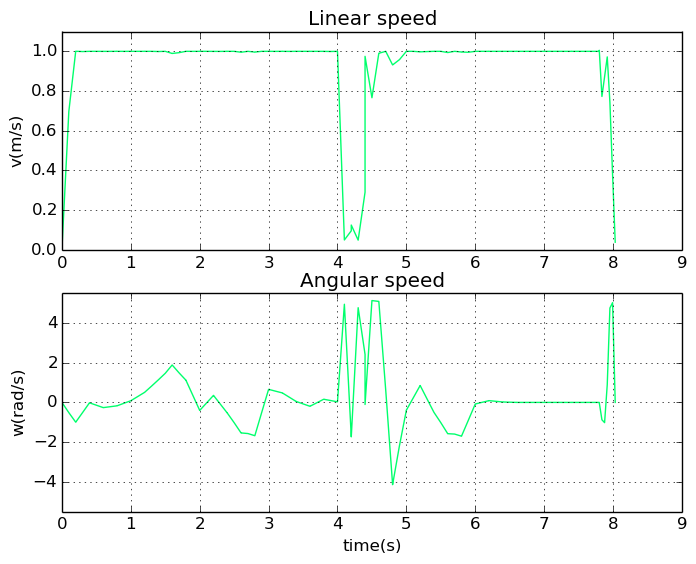 Linear speed
1.0
0.8
0.6
0.4
0.2
0.0
v(m/s)
0 1 2 3 4 5 6 7 8 9
Angular speed
4
2
0
−2
−4
w(rad/s)
0 1 2 3 4 5 6 7 8 9
time(s)